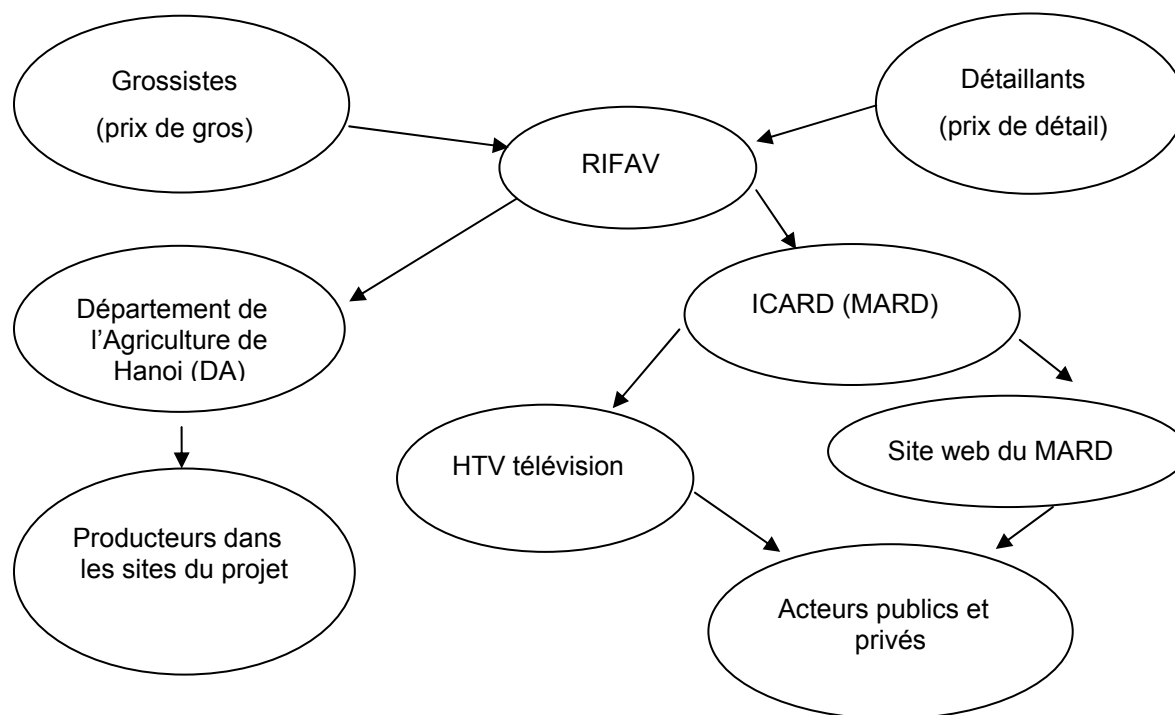 Grossistes
(prix de gros)
Détaillants
(prix de détail)
RIFAV
Département de
l’Agriculture de
Hanoi (DA)
ICARD (MARD)
HTV télévision
Site web du MARD
Producteurs dans
les sites du projet
Acteurs publics et
privés